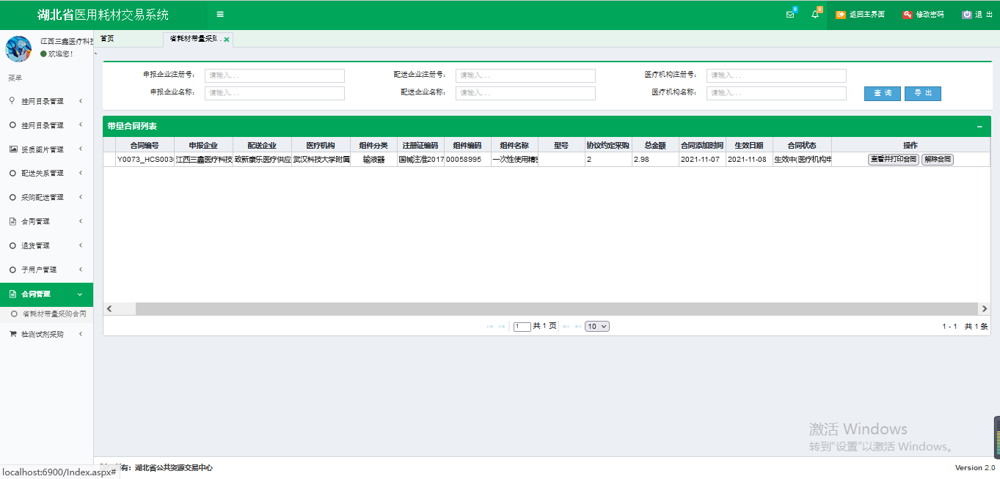 湖北省医用耗材交易系统
0
6
返回主界面
修改密码
退 出
江西三鑫医疗科技
欢迎您!
首页
省耗材带量采购.
菜单
申报企业注册号:
请输入...
配送企业注册号:
请输入...
医疗机构注册号:
请输入...
申报企业名称:
请输入...
配送企业名称:
请输入...
医疗机构名称:
请输入...
查 询
导 出
挂网目录管理
挂网目录管理
资质图片管理
配送关系管理
采购配送管理
合同管理
退货管理
子用户管理
合同管理
省耗材带量采购合同
检测试剂采购
带量合同列表
合同编号 申报企业 配送企业 医疗机构 组件分类 注册证编码 组件编码 组件名称 型号 协议约定采购 总金额 合同添加时间 生效日期 合同状态 操作
Y0073_HCS003 江西三鑫医疗科技 致新康乐医疗供应 武汉科技大学附属 输液器 国械注准2017 00058995 一次性使用精密 2 2.98 2021-11-07 2021-11-08 生效中(医疗机构申 查看并打印合同 解除合同
1 共 1 页 10
1 - 1 共 1 条
激活 Windows
转到"设置"以激活 Windows。
有: 湖北省公共资源交易中心
Version 2.0
localhost:6900/Index.aspx#